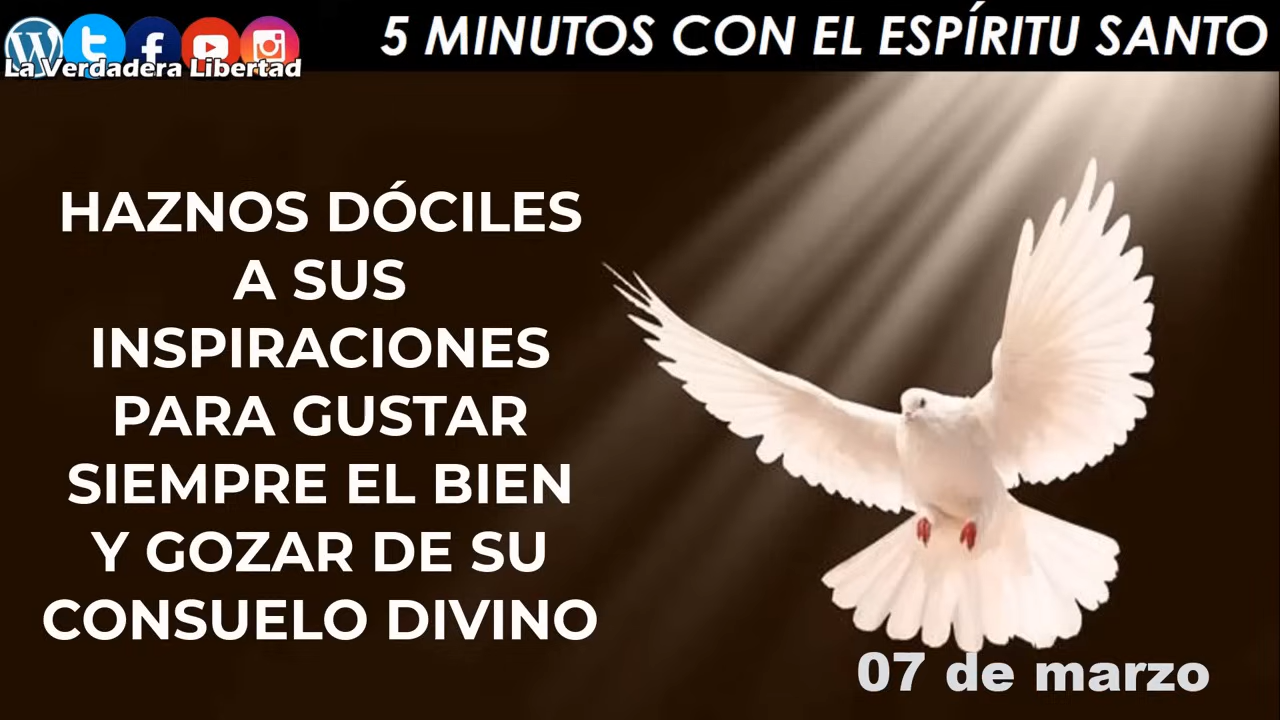 5 MINUTOS CON EL ESPÍRITU SANTO
La Verdadera Libertad
HAZNOS DÓCILES
A SUS
INSPIRACIONES
PARA GUSTAR
SIEMPRE EL BIEN
Y GOZAR DE SU
CONSUELO DIVINO
07 de marzo